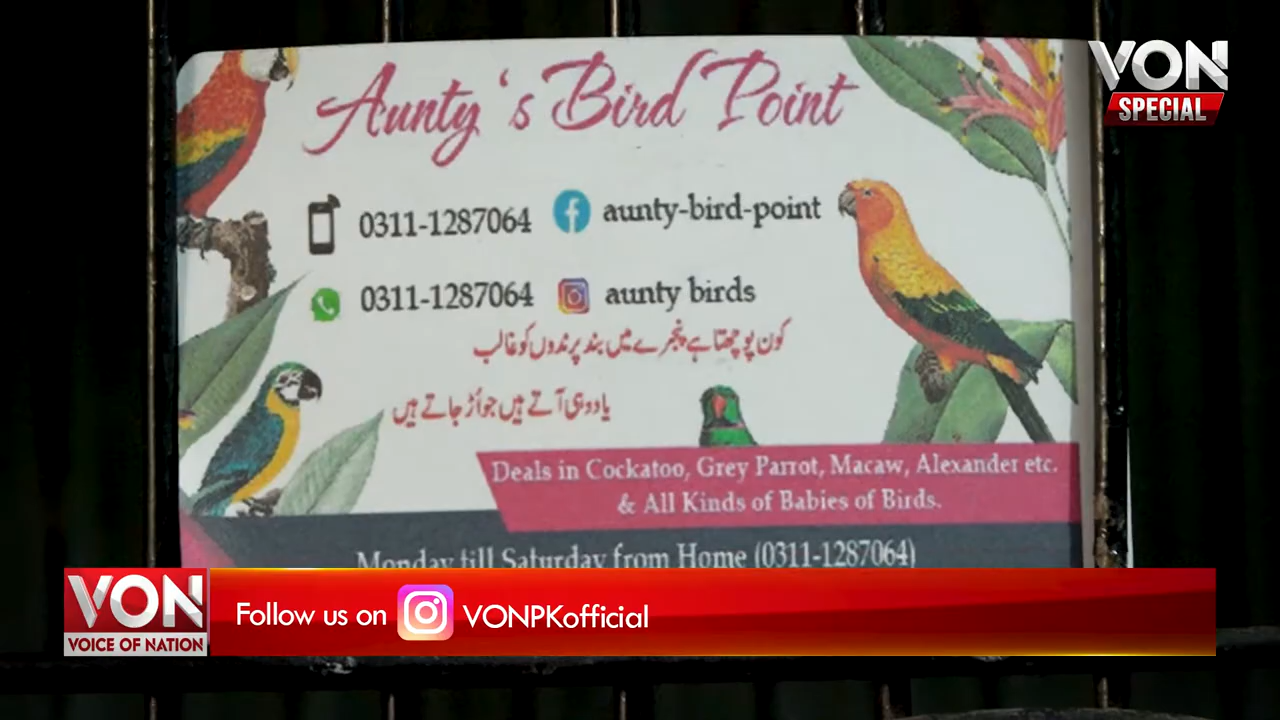 VON
SPECIAL
Aunty's Bird Point
0311-1287064
aunty-bird-point
0311-1287064
aunty birds
کون پوچھتا ہے پنجرے میں بند پرندوں کو غالب
یاد وہی آتے ہیں جو اُڑ جاتے ہیں
Deals in Cockatoo, Grey Parrot, Macaw, Alexander etc.
& All Kinds of Babies of Birds.
Monday till Saturday from Home (0311-1287064)
VON
VOICE OF NATION
Follow us on VONPKofficial